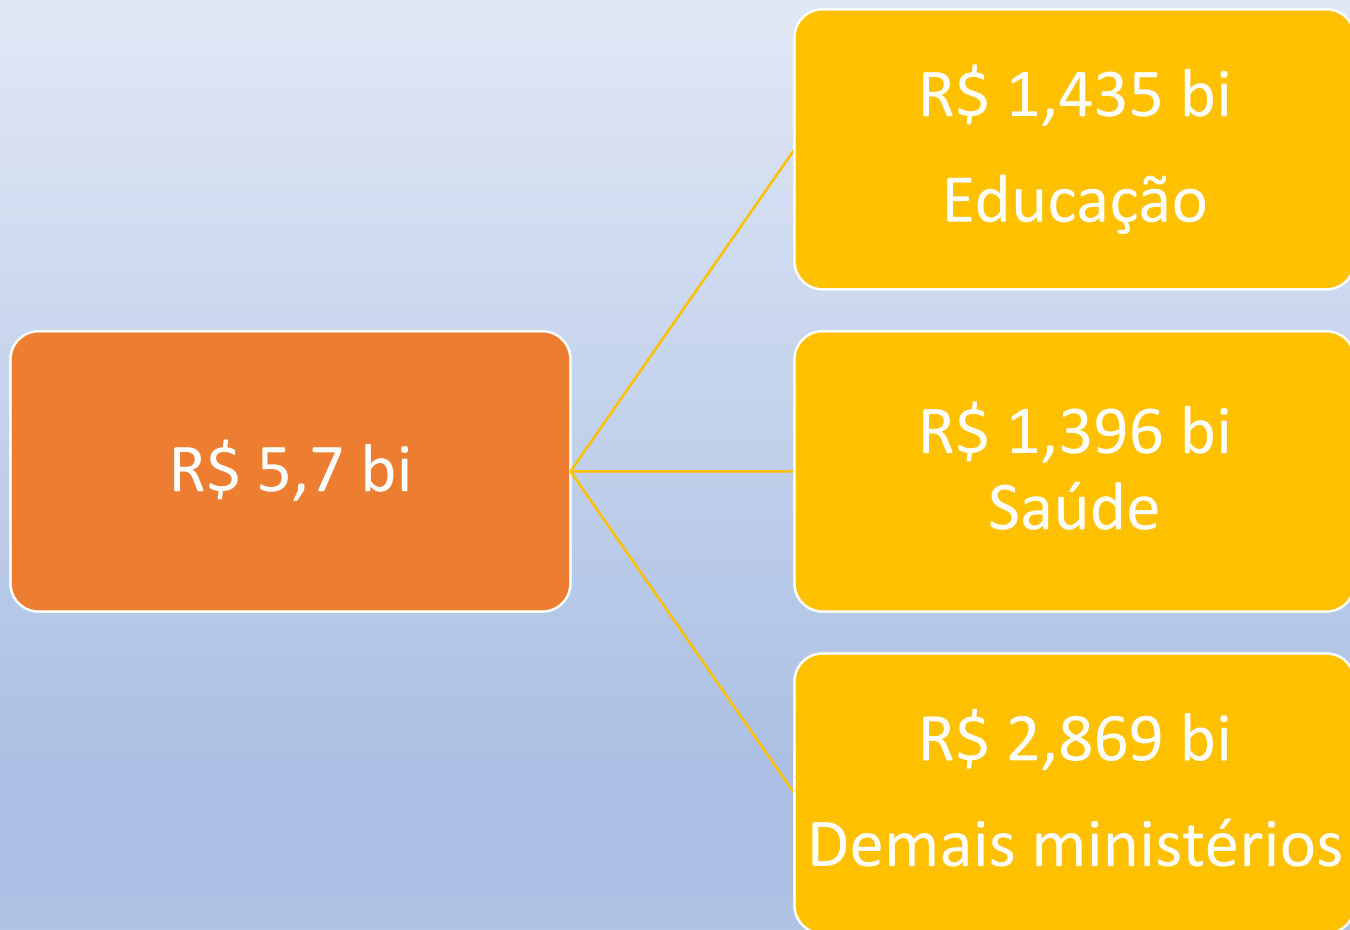 R$ 5,7 bi
R$ 1,435 bi
Educação
R$ 1,396 bi
Saúde
R$ 2,869 bi
Demais ministérios